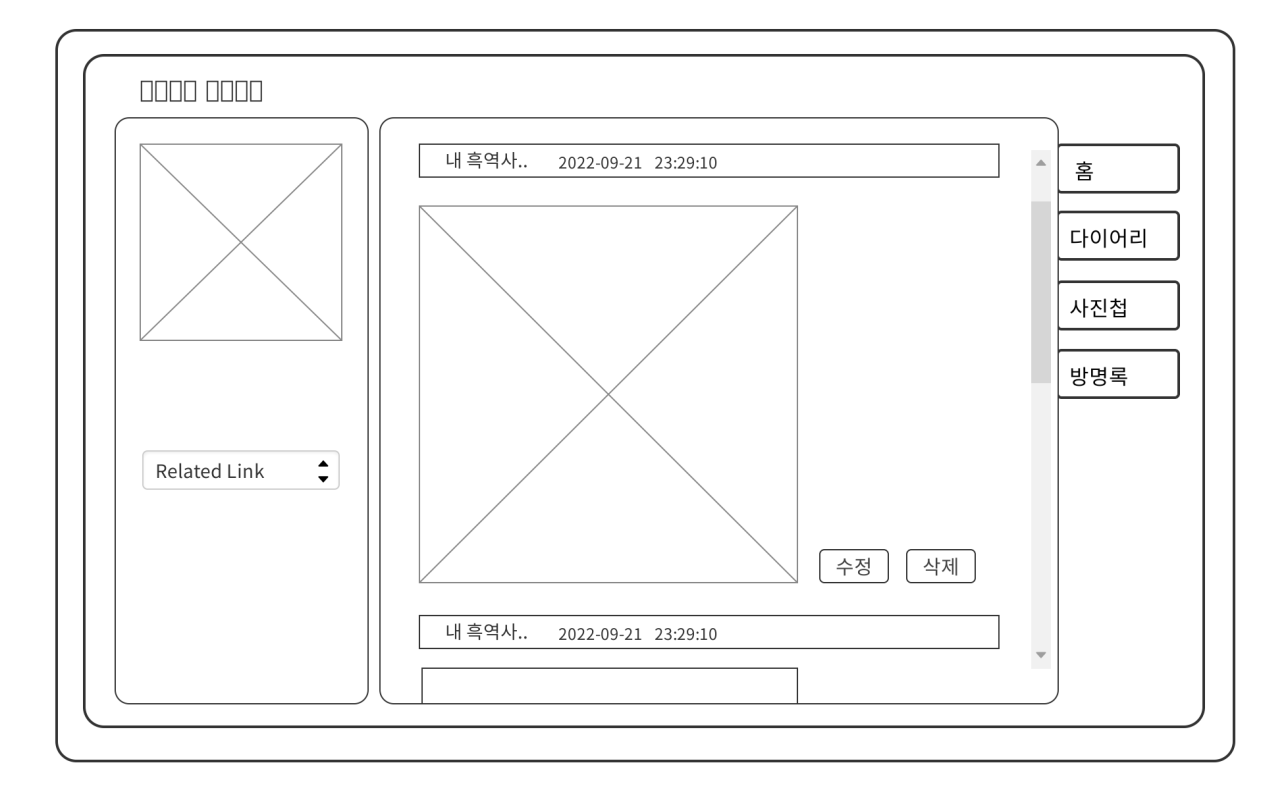 내 흑역사.. 2022-09-21 23:29:10
홈
다이어리
사진첩
방명록
Related Link
수정 삭제
내 흑역사.. 2022-09-21 23:29:10